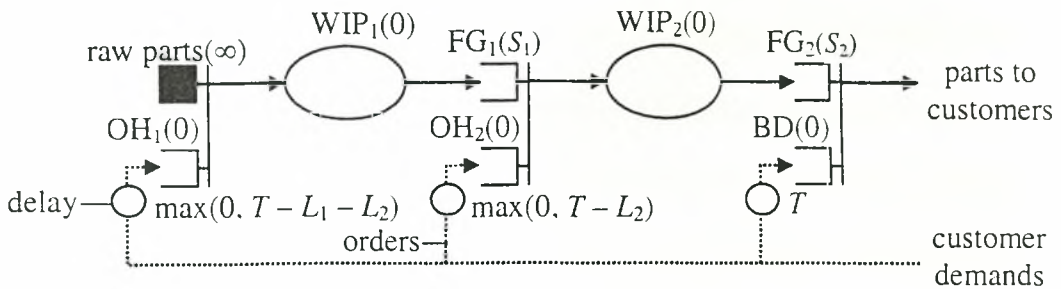 WIP₁(0)
WIP₂(0)
raw parts(∞)
FG₁(S₁)
FG₂(S₂)
parts to
customers
OH₁(0)
OH₂(0)
BD(0)
delay
max(0, T – L₁ – L₂)
max(0, T – L₂)
T
orders
customer
demands